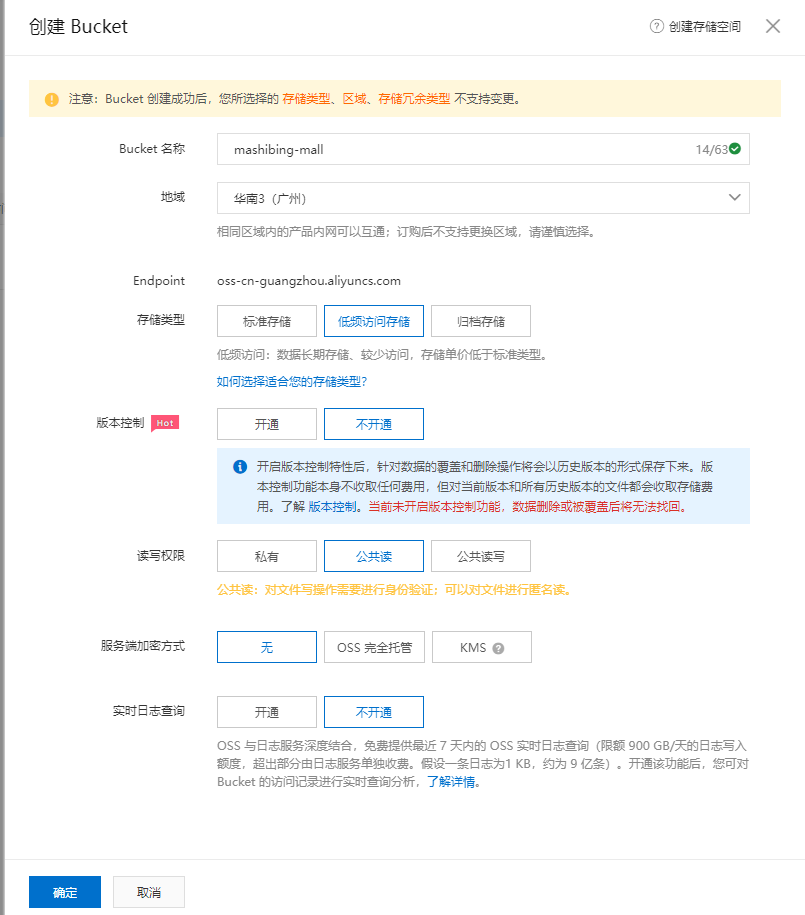 创建 Bucket
创建存储空间
注意：Bucket 创建成功后，您所选择的 存储类型、区域、存储冗余类型 不支持变更。
Bucket 名称
mashibing-mall
14/63
地域
华南3（广州）
相同区域内的产品内网可以互通；订购后不支持更换区域，请谨慎选择。
Endpoint
oss-cn-guangzhou.aliyuncs.com
存储类型
标准存储
低频访问存储
归档存储
低频访问：数据长期存储、较少访问，存储单价低于标准类型。
如何选择适合您的存储类型？
版本控制
Hot
开通
不开通
开启版本控制特性后，针对数据的覆盖和删除操作将会以历史版本的形式保存下来。版
本控制功能本身不收取任何费用，但对当前版本和所有历史版本的文件都会收取存储费
用。了解 版本控制。当前未开启版本控制功能，数据删除或被覆盖后将无法找回。
读写权限
私有
公共读
公共读写
公共读：对文件写操作需要进行身份验证；可以对文件进行匿名读。
服务端加密方式
无
OSS 完全托管
KMS
实时日志查询
开通
不开通
OSS 与日志服务深度结合，免费提供最近 7 天内的 OSS 实时日志查询（限额 900 GB/天的日志写入
额度，超出部分由日志服务单独收费。假设一条日志为1 KB，约为 9 亿条）。开通该功能后，您可对
Bucket 的访问记录进行实时查询分析，了解详情。
确定
取消